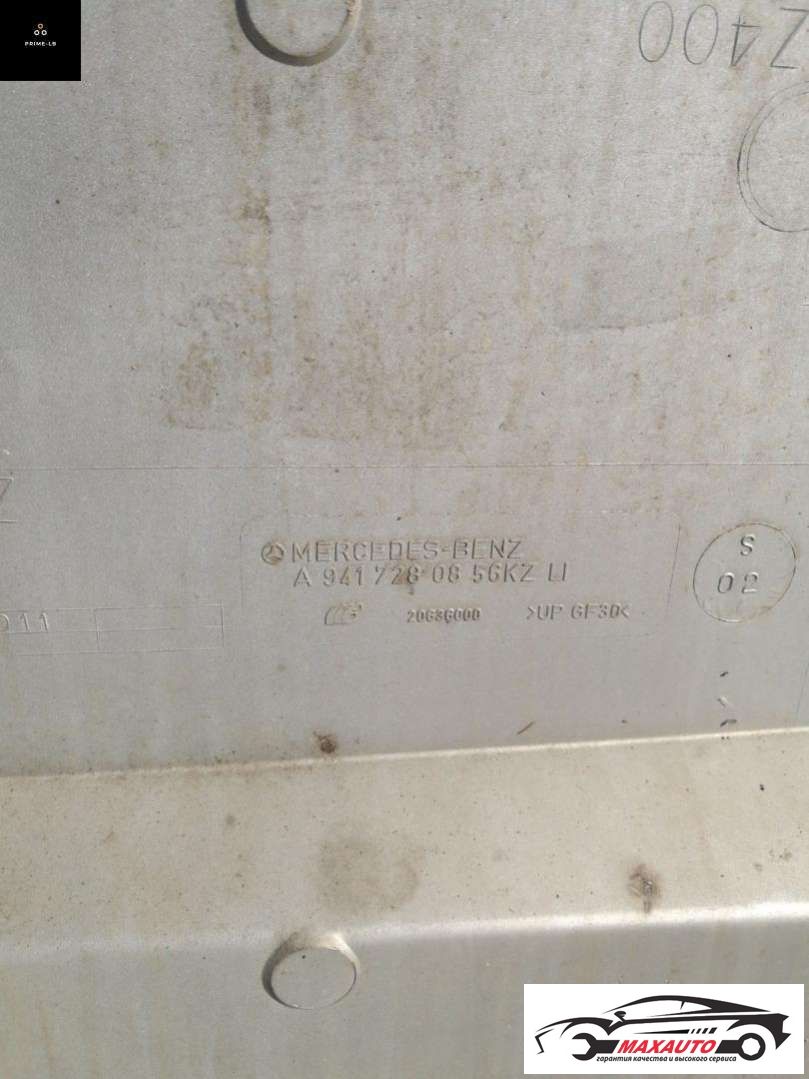 PRIME-LB
Z400
MERCEDES-BENZ
A 941 728 08 56KZ LI
S
02
011
20636000
>UP GF30<
MAXAUTO
гарантия качества и высокого сервиса